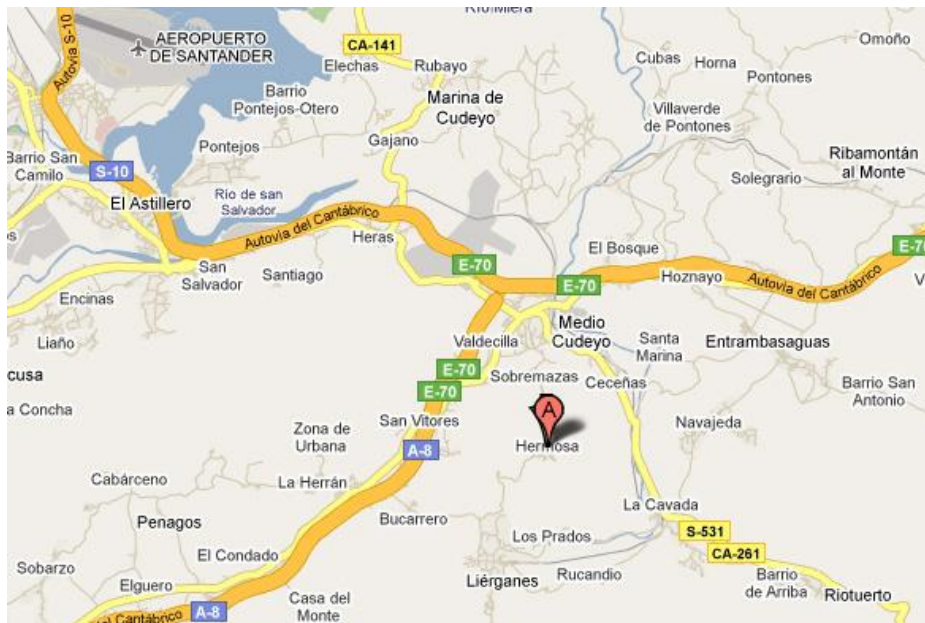 Río Miera
Autovía S-10
AEROPUERTO
DE SANTANDER
CA-141
Elechas
Rubayo
Cubas
Horna
Omoño
Pontones
Barrio
Pontejos-Otero
Marina de
Cudeyo
Villaverde
de Pontones
Gajano
Pontejos
Barrio San
Camilo
S-10
Ribamontán
al Monte
Solegrario
El Astillero
Río de san
Salvador
Autovía del Cantábrico
Heras
El Bosque
E-70
San
Salvador
Santiago
E-70
E-70
Hoznayo
Autovía del Cantábrico
Encinas
Liaño
Valdecilla
Medio
Cudeyo
Santa
Marina
Entrambasaguas
cusa
E-70
E-70
Sobremazas
Ceceñas
Barrio San
Antonio
a Concha
A
San Vitores
Zona de
Urbana
Navajeda
Hermosa
A-8
Cabárceno
La Herrán
Penagos
Bucarrero
La Cavada
Los Prados
S-531
El Condado
CA-261
Sobarzo
Elguero
Liérganes
Rucandio
Barrio
de Arriba
Riotuerto
Casa del
Monte
A-8
Cantábrico